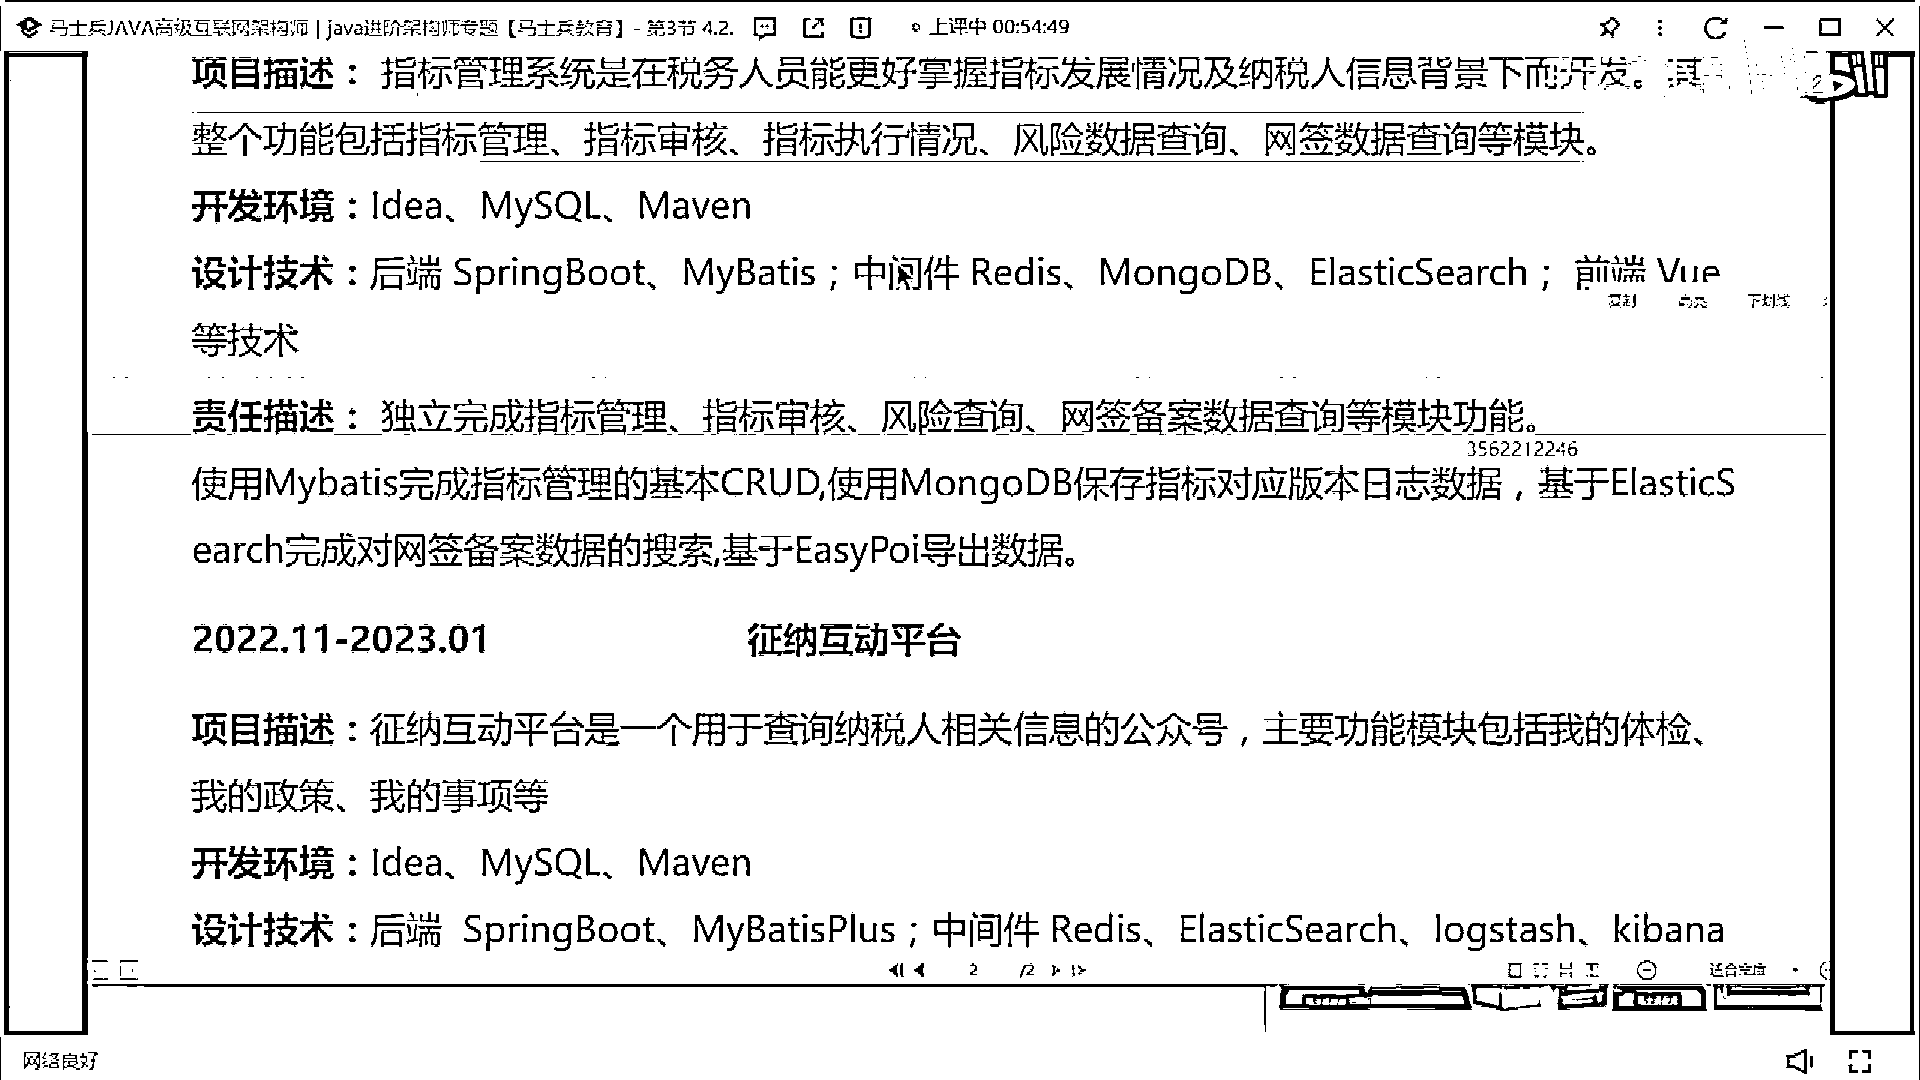 马士兵JAVA高级互联网架构师 | java进阶架构师专题【马士兵教育】- 第3节 4.2. 上课中 00:54:49
项目描述： 指标管理系统是在税务人员能更好掌握指标发展情况及纳税人信息背景下而开发。其
整个功能包括指标管理、指标审核、指标执行情况、风险数据查询、网签数据查询等模块。
开发环境：Idea、MySQL、Maven
设计技术：后端 SpringBoot、MyBatis；中间件 Redis、MongoDB、ElasticSearch； 前端 Vue
复制 高亮 下划线
等技术
责任描述： 独立完成指标管理、指标审核、风险查询、网签备案数据查询等模块功能。
3562212246
使用Mybatis完成指标管理的基本CRUD,使用MongoDB保存指标对应版本日志数据，基于ElasticS
earch完成对网签备案数据的搜索,基于EasyPoi导出数据。
2022.11-2023.01 征纳互动平台
项目描述：征纳互动平台是一个用于查询纳税人相关信息的公众号，主要功能模块包括我的体检、
我的政策、我的事项等
开发环境：Idea、MySQL、Maven
设计技术：后端 SpringBoot、MyBatisPlus；中间件 Redis、ElasticSearch、logstash、kibana
2 /2 适合宽度
网络良好